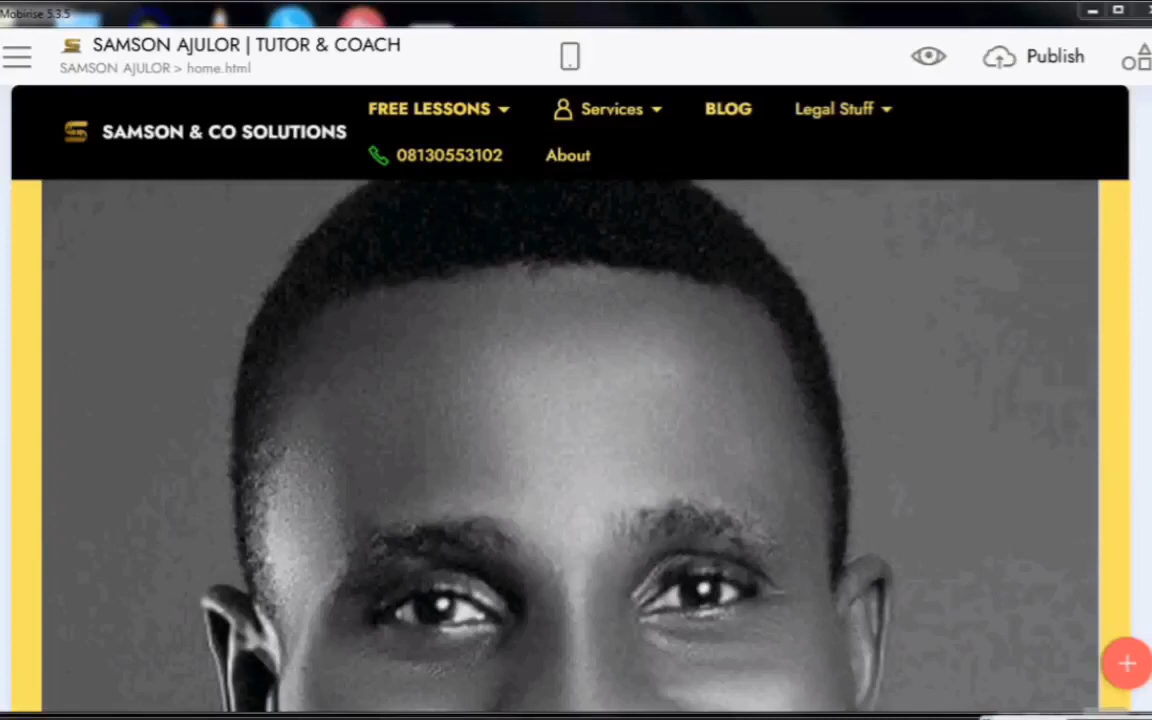 Mobirise 5.3.5
SAMSON AJULOR | TUTOR & COACH
SAMSON AJULOR > home.html
Publish
SAMSON & CO SOLUTIONS
FREE LESSONS
Services
BLOG
Legal Stuff
08130553102
About